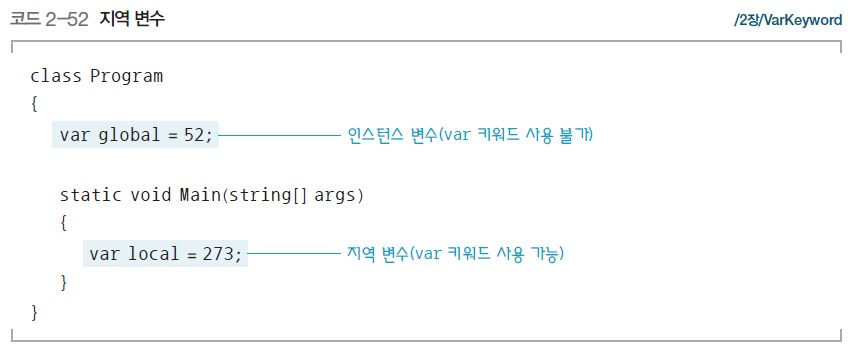 코드 2-52 지역 변수 /2장/VarKeyword
class Program
{
var global = 52; 인스턴스 변수(var 키워드 사용 불가)
static void Main(string[] args)
{
var local = 273; 지역 변수(var 키워드 사용 가능)
}
}